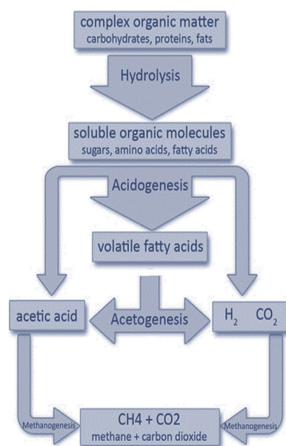 complex organic matter
carbohydrates, proteins, fats
Hydrolysis
soluble organic molecules
sugars, amino acids, fatty acids
Acidogenesis
volatile fatty acids
acetic acid
Acetogenesis
H₂ CO₂
Methanogenesis
Methanogenesis
CH4 + CO2
methane + carbon dioxide